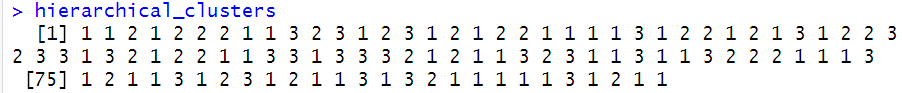 > hierarchical_clusters
[1] 1 1 2 1 2 2 2 1 1 3 2 3 1 2 3 1 2 1 2 2 1 1 1 1 3 1 2 2 1 2 1 3 1 2 2 3
2 3 3 1 3 2 1 2 2 1 1 3 3 1 3 3 3 2 1 2 1 1 3 2 3 1 1 3 1 1 3 2 2 2 1 1 1 3
[75] 1 2 1 1 3 1 2 3 1 2 1 1 3 1 3 2 1 1 1 1 1 3 1 2 1 1